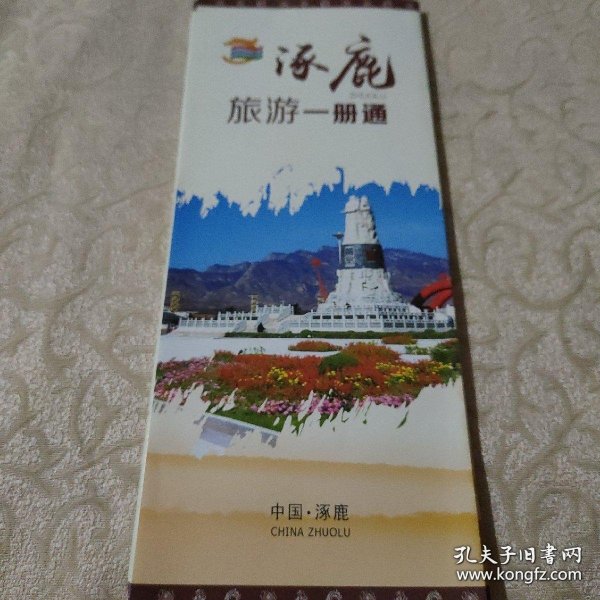 涿鹿
旅游一册通
中国·涿鹿
CHINA ZHUOLU
孔夫子旧书网
www.kongfz.com